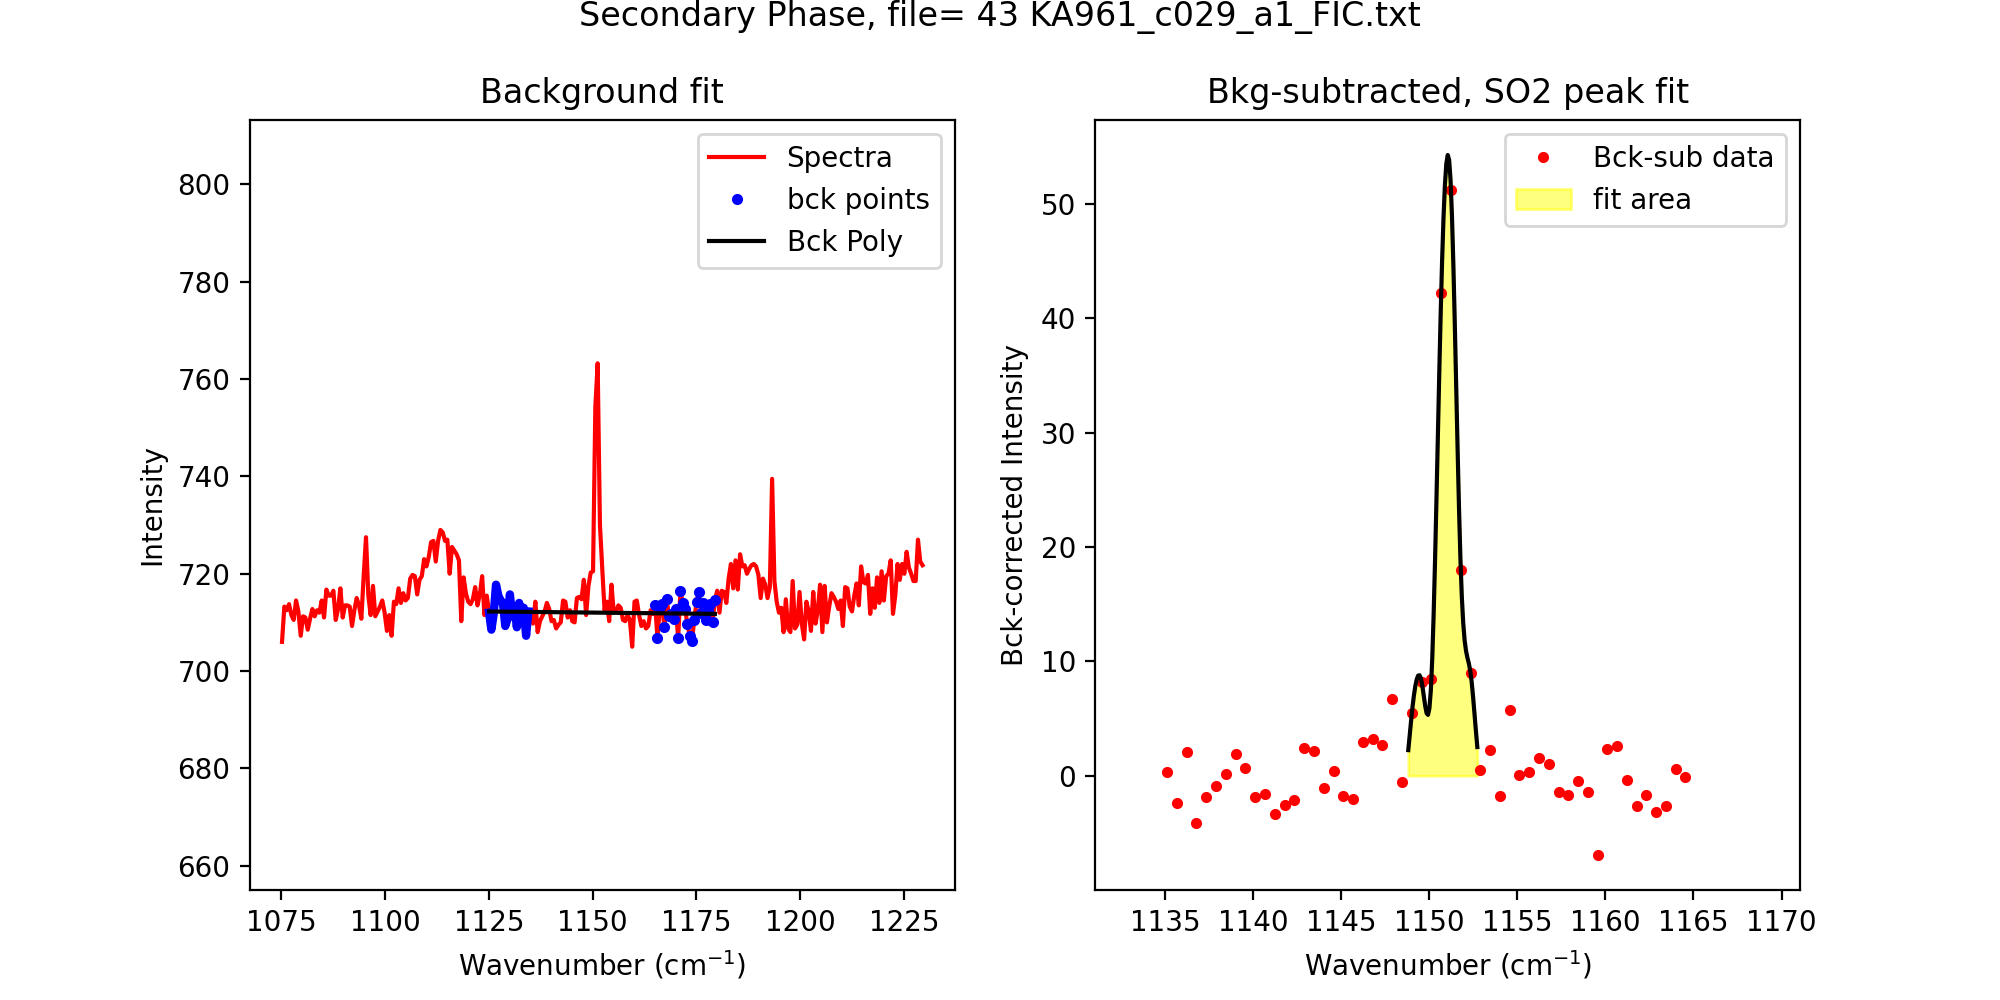 Secondary Phase, file= 43 KA961_c029_a1_FIC.txt
Background fit
Spectra
bck points
Bck Poly
Intensity
800
780
760
740
720
700
680
660
1075 1100 1125 1150 1175 1200 1225
Wavenumber (cm⁻¹)
Bkg-subtracted, SO2 peak fit
Bck-sub data
fit area
Bck-corrected Intensity
50
40
30
20
10
0
1135 1140 1145 1150 1155 1160 1165 1170
Wavenumber (cm⁻¹)